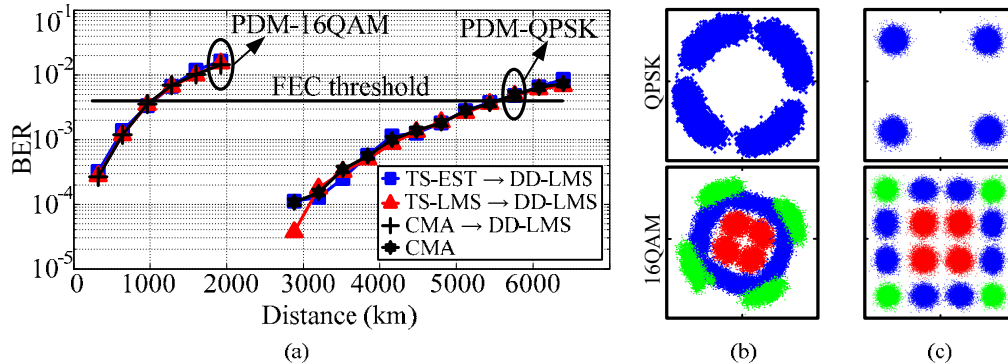 (a)
PDM-16QAM
PDM-QPSK
FEC threshold
BER
10^-1
10^-2
10^-3
10^-4
10^-5
TS-EST → DD-LMS
TS-LMS → DD-LMS
CMA → DD-LMS
CMA
0 1000 2000 3000 4000 5000 6000
Distance (km)
(a)
(b)
(c)
QPSK
16QAM
(b)
(c)